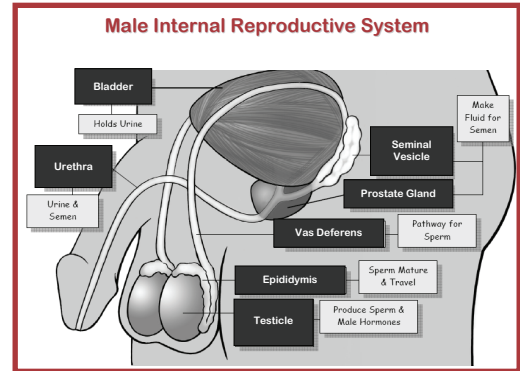 Male Internal Reproductive System
Bladder
Holds Urine
Make
Fluid for
Semen
Seminal
Vesicle
Urethra
Urine &
Semen
Prostate Gland
Vas Deferens
Pathway for
Sperm
Epididymis
Sperm Mature
& Travel
Testicle
Produce Sperm &
Male Hormones